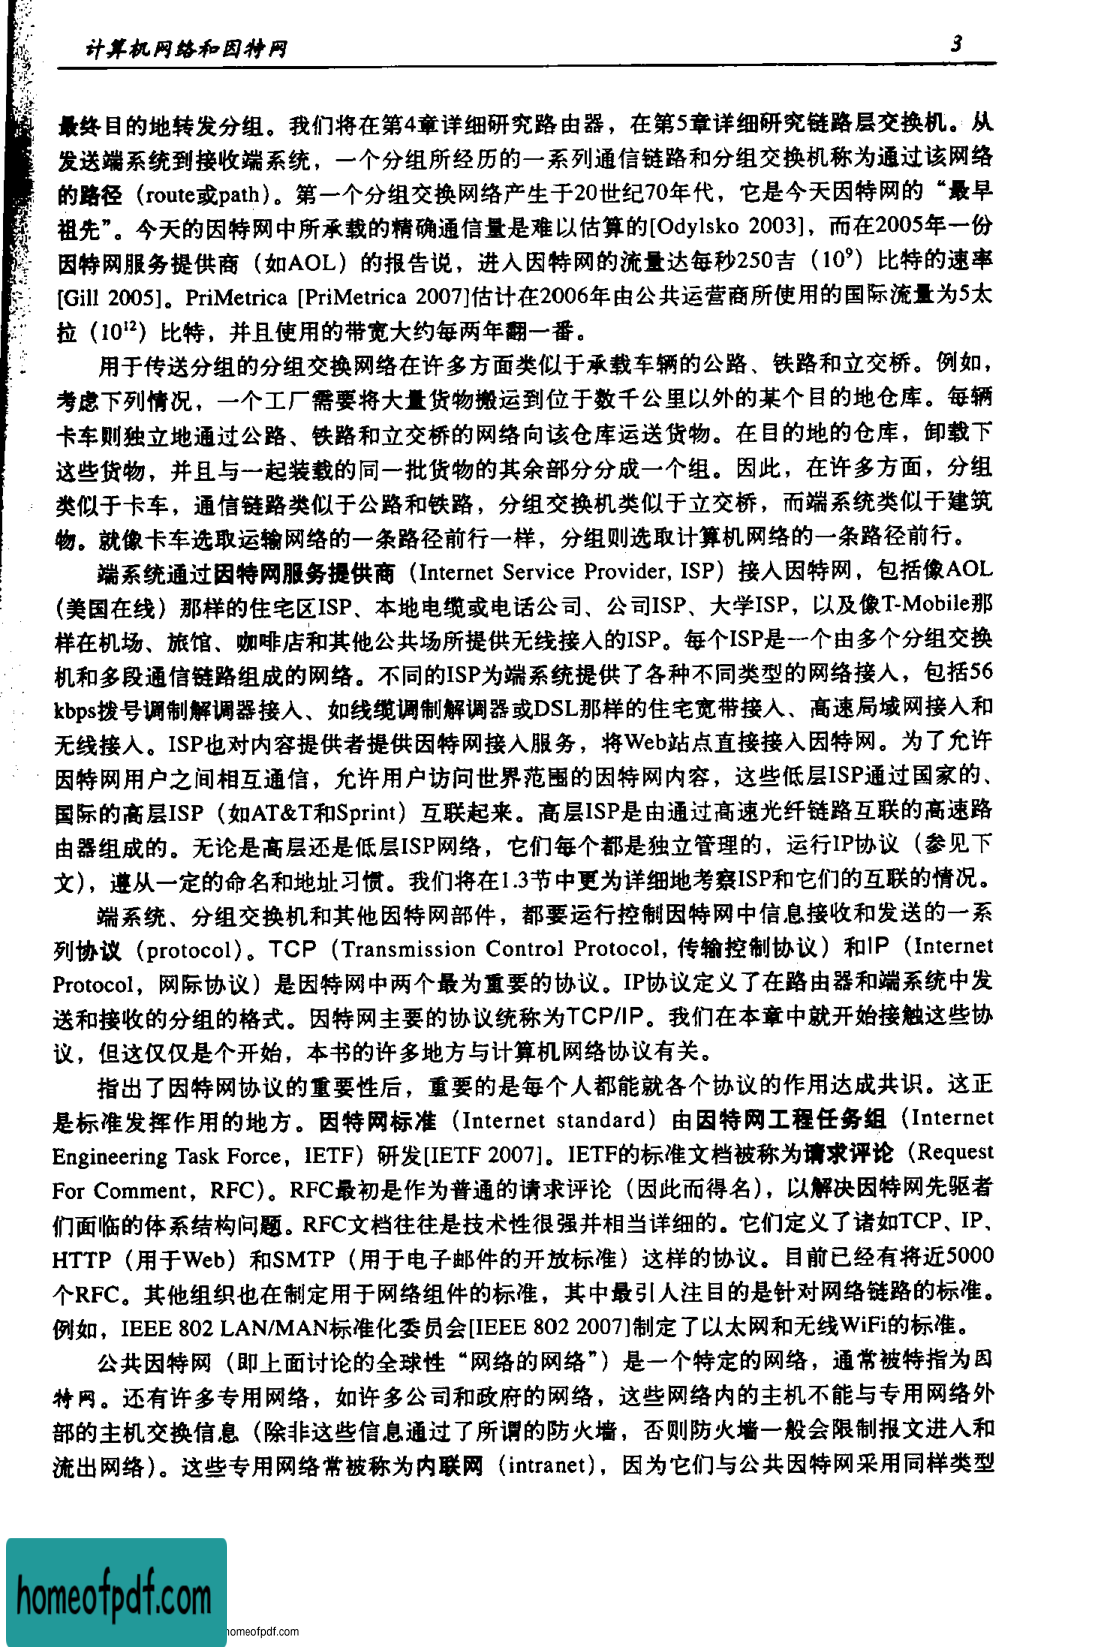 计算机网络和因特网 3
最终目的地转发分组。我们将在第4章详细研究路由器，在第5章详细研究链路层交换机。从
发送端系统到接收端系统，一个分组所经历的一系列通信链路和分组交换机称为通过该网络
的路径（route或path）。第一个分组交换网络产生于20世纪70年代，它是今天因特网的“最早
祖先”。今天的因特网中所承载的精确通信量是难以估算的[Odylsko 2003]，而在2005年一份
因特网服务提供商（如AOL）的报告说，进入因特网的流量达每秒250吉（10⁹）比特的速率
[Gill 2005]。PriMetrica [PriMetrica 2007]估计在2006年由公共运营商所使用的国际流量为5太
拉（10¹²）比特，并且使用的带宽大约每两年翻一番。
用于传送分组的分组交换网络在许多方面类似于承载车辆的公路、铁路和立交桥。例如，
考虑下列情况，一个工厂需要将大量货物搬运到位于数千公里以外的某个目的地仓库。每辆
卡车则独立地通过公路、铁路和立交桥的网络向该仓库运送货物。在目的地的仓库，卸载下
这些货物，并且与一起装载的同一批货物的其余部分分成一个组。因此，在许多方面，分组
类似于卡车，通信链路类似于公路和铁路，分组交换机类似于立交桥，而端系统类似于建筑
物。就像卡车选取运输网络的一条路径前行一样，分组则选取计算机网络的一条路径前行。
端系统通过因特网服务提供商（Internet Service Provider, ISP）接入因特网，包括像AOL
（美国在线）那样的住宅区ISP、本地电缆或电话公司、公司ISP、大学ISP，以及像T-Mobile那
样在机场、旅馆、咖啡店和其他公共场所提供无线接入的ISP。每个ISP是一个由多个分组交换
机和多段通信链路组成的网络。不同的ISP为端系统提供了各种不同类型的网络接入，包括56
kbps拨号调制解调器接入、如线缆调制解调器或DSL那样的住宅宽带接入、高速局域网接入和
无线接入。ISP也对内容提供者提供因特网接入服务，将Web站点直接接入因特网。为了允许
因特网用户之间相互通信，允许用户访问世界范围的因特网内容，这些低层ISP通过国家的、
国际的高层ISP（如AT&T和Sprint）互联起来。高层ISP是由通过高速光纤链路互联的高速路
由器组成的。无论是高层还是低层ISP网络，它们每个都是独立管理的，运行IP协议（参见下
文），遵从一定的命名和地址习惯。我们将在1.3节中更为详细地考察ISP和它们的互联的情况。
端系统、分组交换机和其他因特网部件，都要运行控制因特网中信息接收和发送的一系
列协议（protocol）。TCP（Transmission Control Protocol, 传输控制协议）和IP（Internet
Protocol，网际协议）是因特网中两个最为重要的协议。IP协议定义了在路由器和端系统中发
送和接收的分组的格式。因特网主要的协议统称为TCP/IP。我们在本章中就开始接触这些协
议，但这仅仅是个开始，本书的许多地方与计算机网络协议有关。
指出了因特网协议的重要性后，重要的是每个人都能就各个协议的作用达成共识。这正
是标准发挥作用的地方。因特网标准（Internet standard）由因特网工程任务组（Internet
Engineering Task Force，IETF）研发[IETF 2007]。IETF的标准文档被称为请求评论（Request
For Comment，RFC）。RFC最初是作为普通的请求评论（因此而得名），以解决因特网先驱者
们面临的体系结构问题。RFC文档往往是技术性很强并相当详细的。它们定义了诸如TCP、IP、
HTTP（用于Web）和SMTP（用于电子邮件的开放标准）这样的协议。目前已经有将近5000
个RFC。其他组织也在制定用于网络组件的标准，其中最引人注目的是针对网络链路的标准。
例如，IEEE 802 LAN/MAN标准化委员会[IEEE 802 2007]制定了以太网和无线WiFi的标准。
公共因特网（即上面讨论的全球性“网络的网络”）是一个特定的网络，通常被特指为因
特网。还有许多专用网络，如许多公司和政府的网络，这些网络内的主机不能与专用网络外
部的主机交换信息（除非这些信息通过了所谓的防火墙，否则防火墙一般会限制报文进入和
流出网络）。这些专用网络常被称为内联网（intranet），因为它们与公共因特网采用同样类型
homeofpdf.com
homeofpdf.com